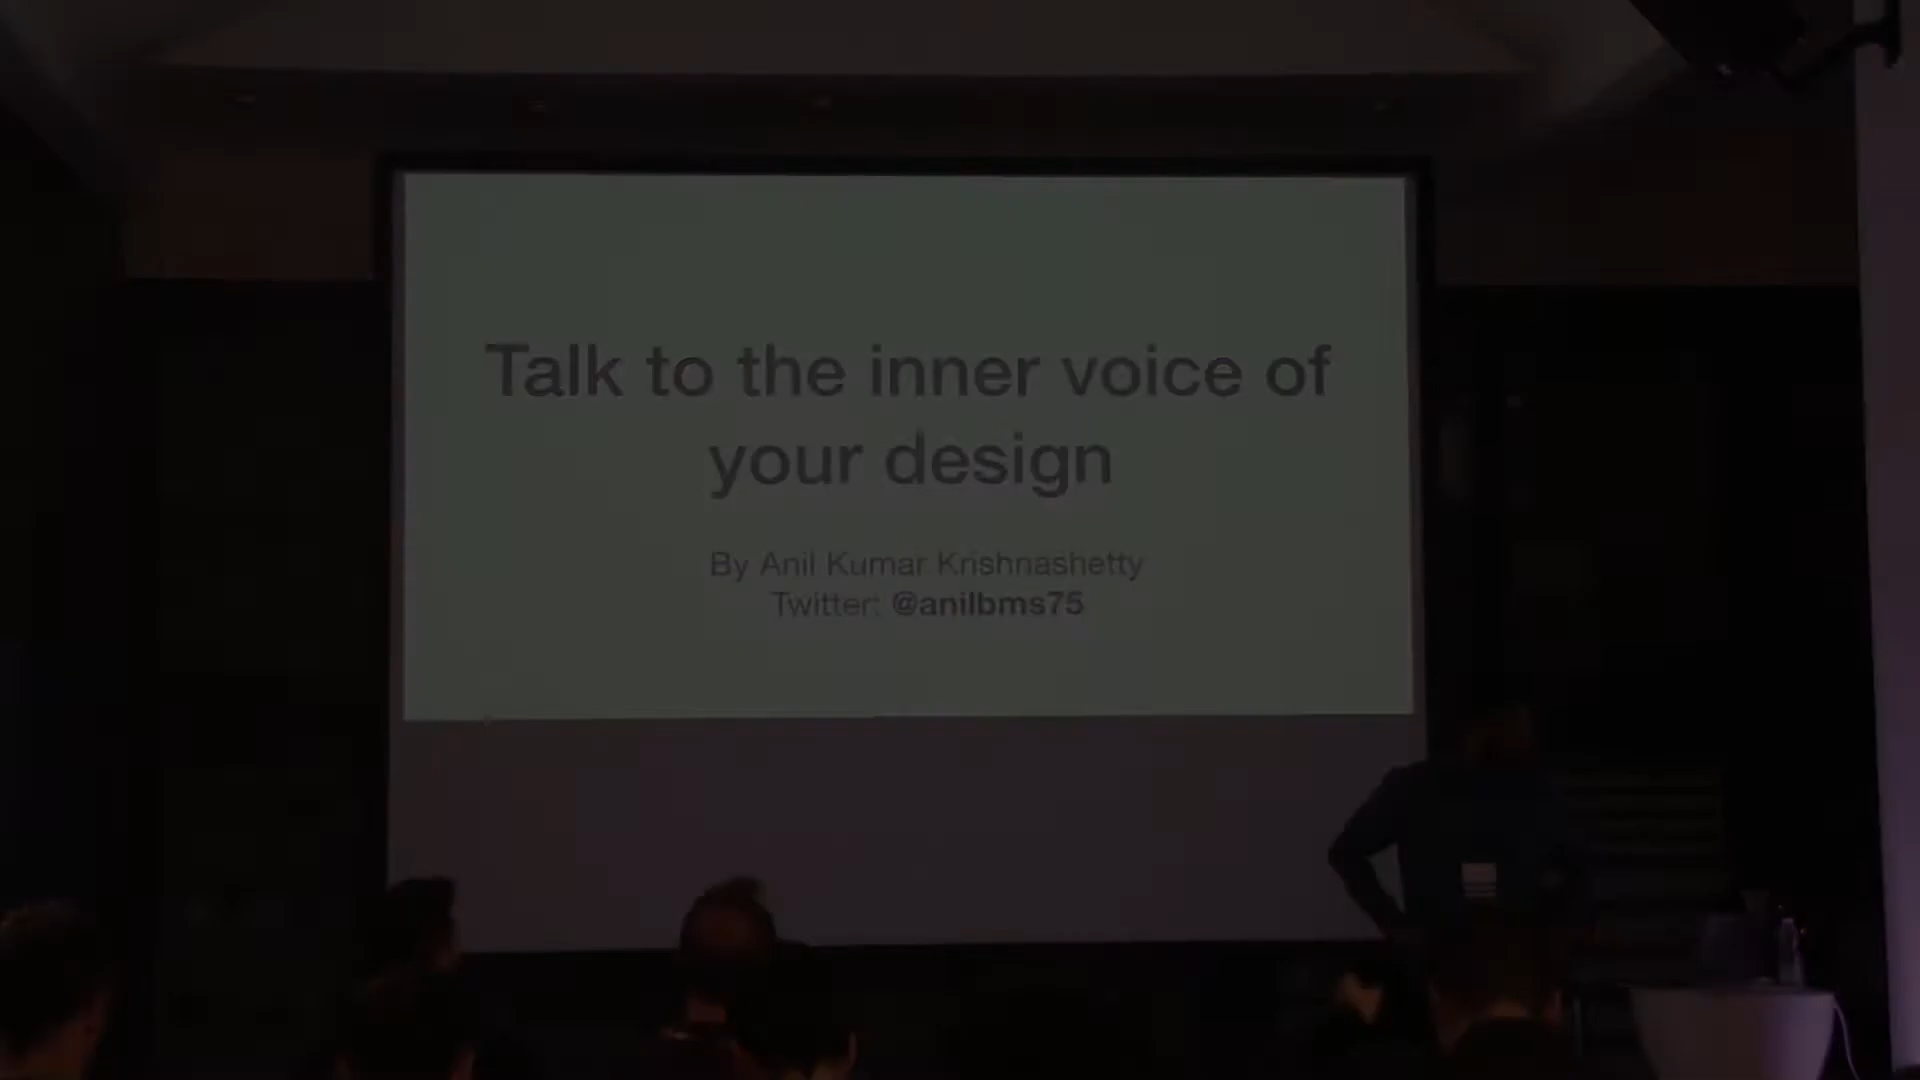 Talk to the inner voice of
your design
By Anil Kumar Krishnashetty
Twitter: @anilbms75